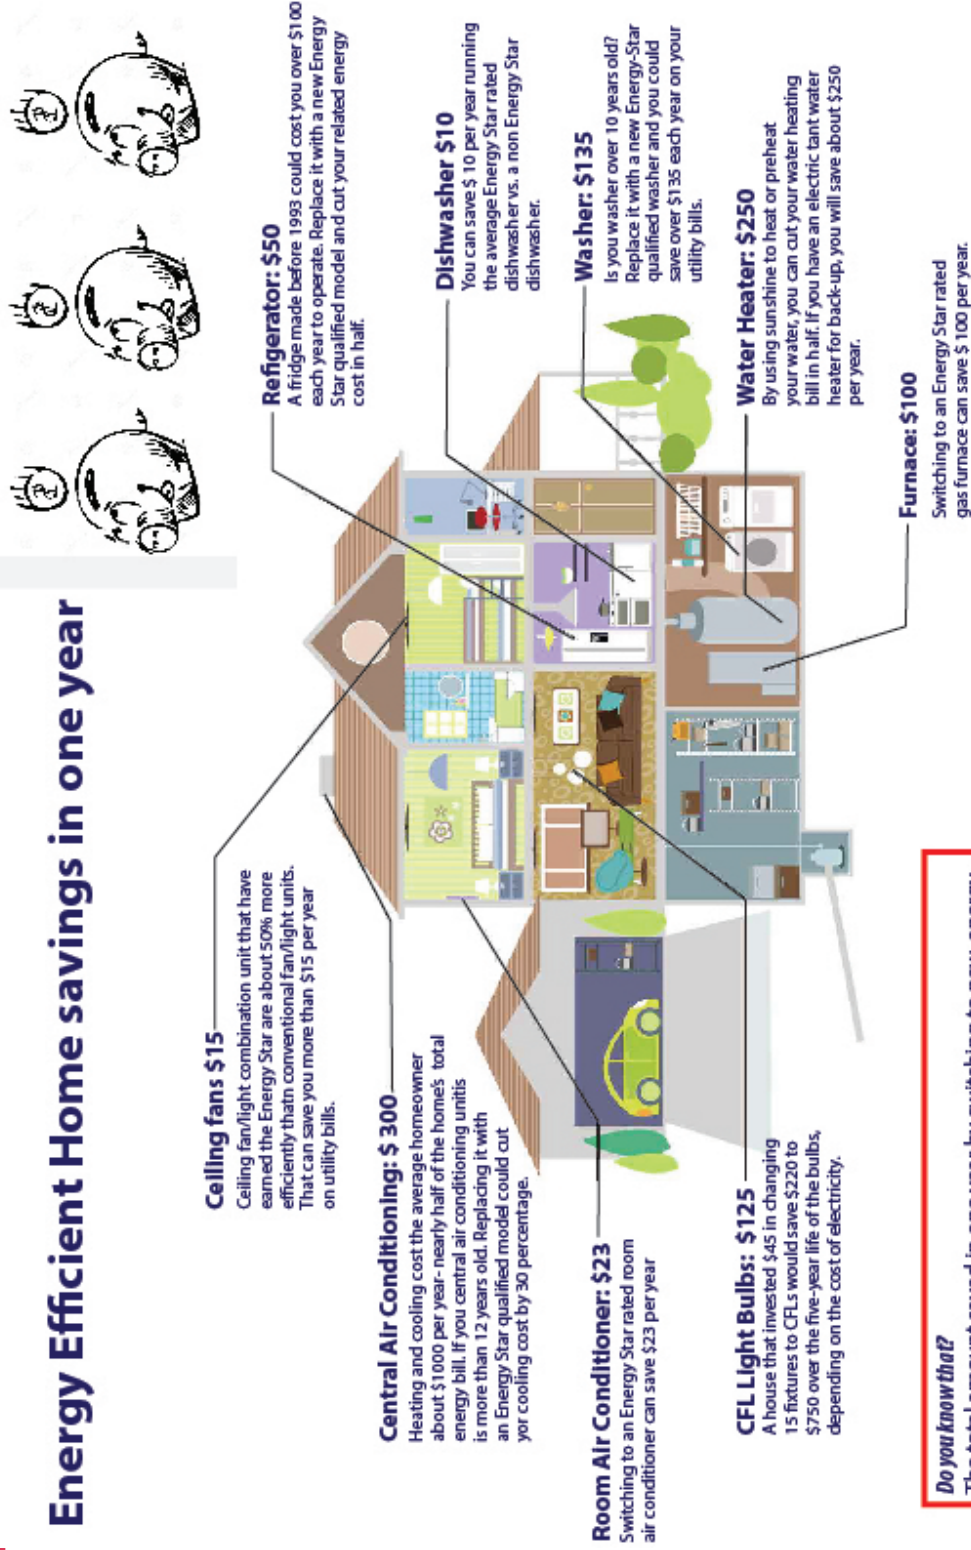 Energy Efficient Home savings in one year
Ceiling fans $15
Ceiling fan/light combination unit that have
earned the Energy Star are about 50% more
efficiently thatn conventional fan/light units.
That can save you more than $15 per year
on utility bills.
Central Air Conditioning: $ 300
Heating and cooling cost the average homeowner
about $1000 per year- nearly half of the home's total
energy bill. If you central air conditioning unitis
is more than 12 years old. Replacing it with
an Energy Star qualified model could cut
yor cooling cost by 30 percentage.
Room Air Conditioner: $23
Switching to an Energy Star rated room
air conditioner can save $23 per year
CFL Light Bulbs: $125
A house that invested $45 in changing
15 fixtures to CFLs would save $220 to
$750 over the five-year life of the bulbs,
depending on the cost of electricity.
Refigerator: $50
A fridge made before 1993 could cost you over $100
each year to operate. Replace it with a new Energy
Star qualified model and cut your related energy
cost in half.
Dishwasher $10
You can save $ 10 per year running
the average Energy Star rated
dishwasher vs. a non Energy Star
dishwasher.
Washer: $135
Is you washer over 10 years old?
Replace it with a new Energy-Star
qualified washer and you could
save over $135 each year on your
utility bills.
Water Heater: $250
By using sunshine to heat or preheat
your water, you can cut your water heating
bill in half. If you have an electric tant water
heater for back-up, you will save about $250
per year.
Furnace: $100
Switching to an Energy Star rated
gas furnace can save $ 100 per year.
Do you know that?
The total amount saved in one year by switching to new energy